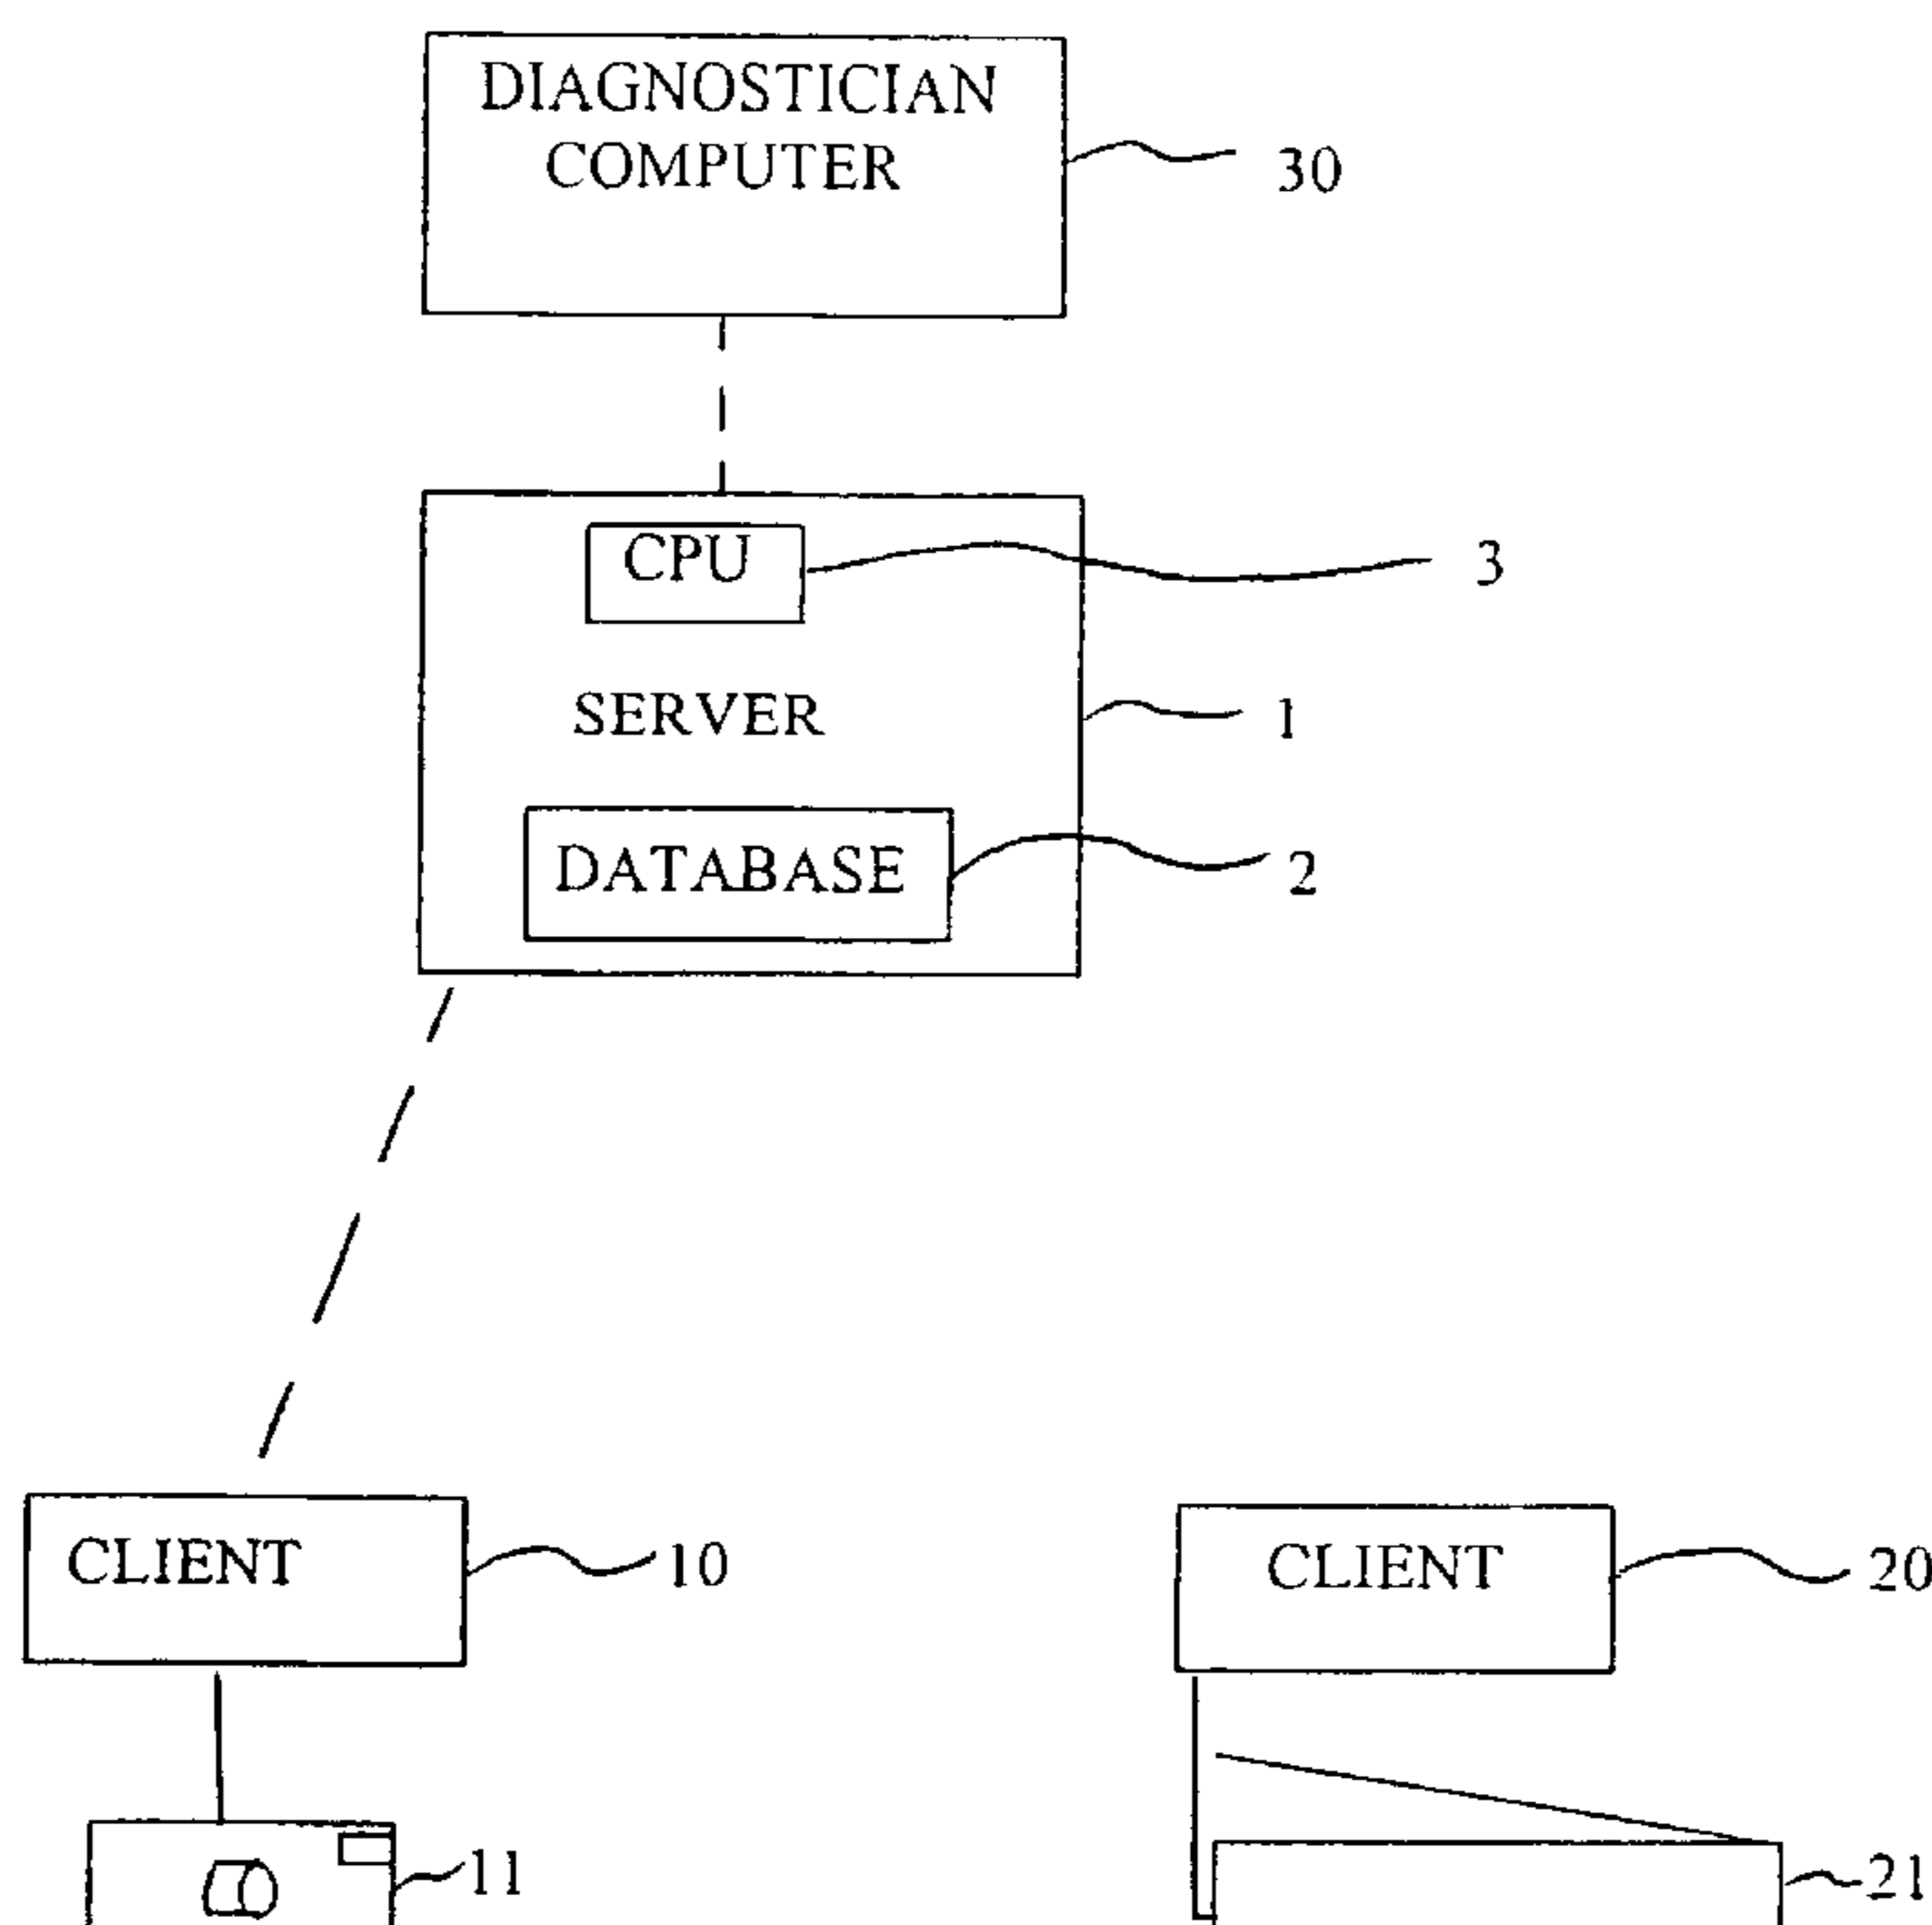 DIAGNOSTICIAN
COMPUTER
30
CPU
3
SERVER
1
DATABASE
2
CLIENT
10
CLIENT
20
11
21